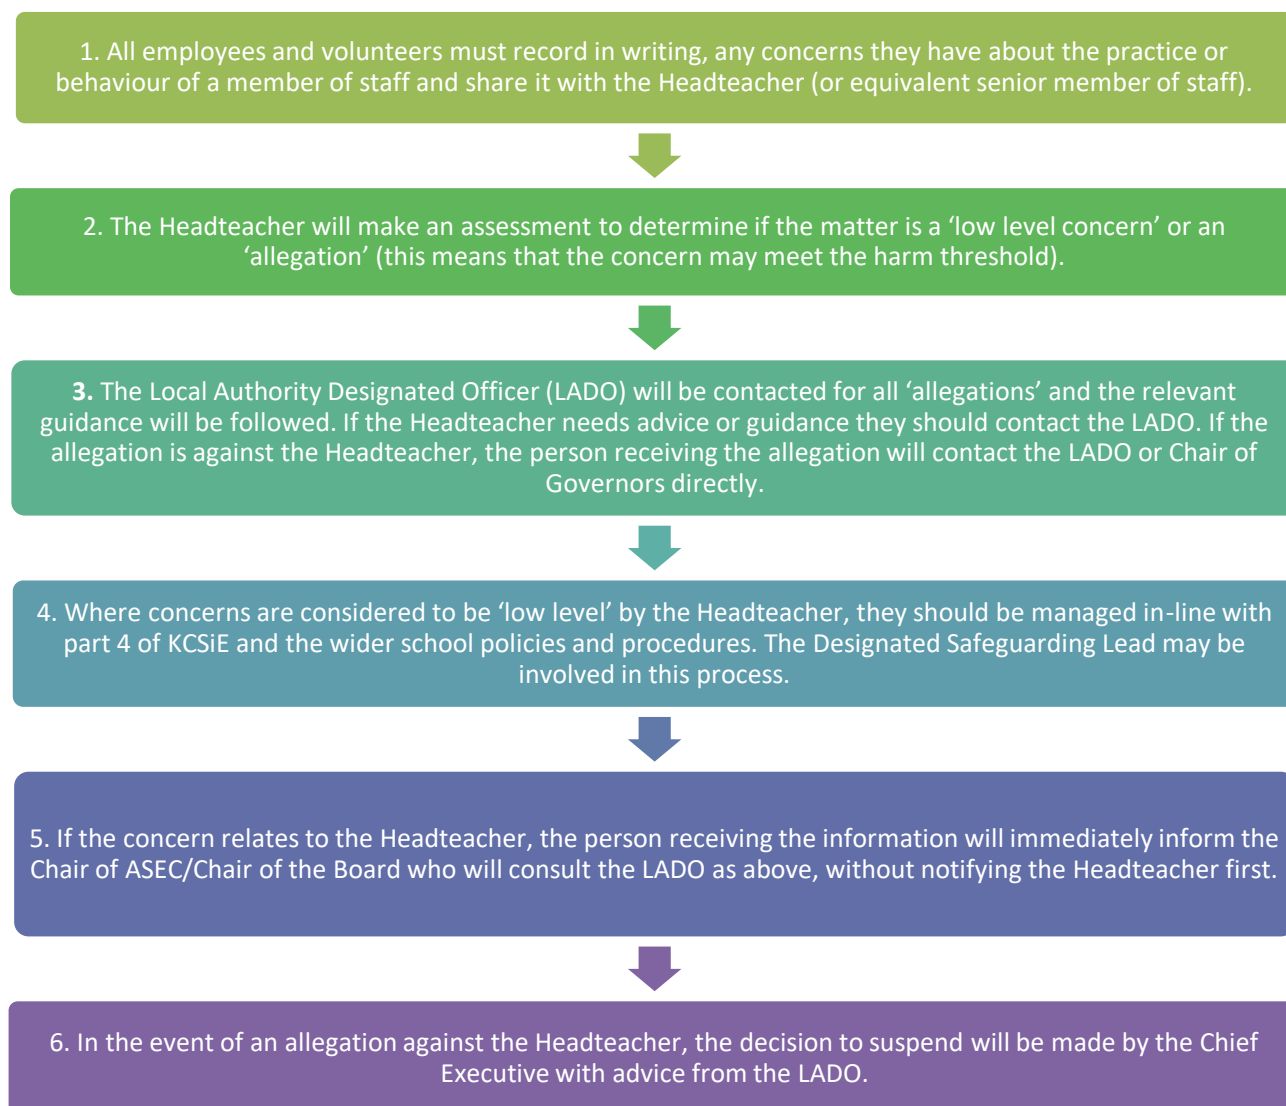 1. All employees and volunteers must record in writing, any concerns they have about the practice or
behaviour of a member of staff and share it with the Headteacher (or equivalent senior member of staff).
2. The Headteacher will make an assessment to determine if the matter is a ‘low level concern’ or an
‘allegation’ (this means that the concern may meet the harm threshold).
3. The Local Authority Designated Officer (LADO) will be contacted for all ‘allegations’ and the relevant
guidance will be followed. If the Headteacher needs advice or guidance they should contact the LADO. If the
allegation is against the Headteacher, the person receiving the allegation will contact the LADO or Chair of
Governors directly.
4. Where concerns are considered to be ‘low level’ by the Headteacher, they should be managed in-line with
part 4 of KCSiE and the wider school policies and procedures. The Designated Safeguarding Lead may be
involved in this process.
5. If the concern relates to the Headteacher, the person receiving the information will immediately inform the
Chair of ASEC/Chair of the Board who will consult the LADO as above, without notifying the Headteacher first.
6. In the event of an allegation against the Headteacher, the decision to suspend will be made by the Chief
Executive with advice from the LADO.